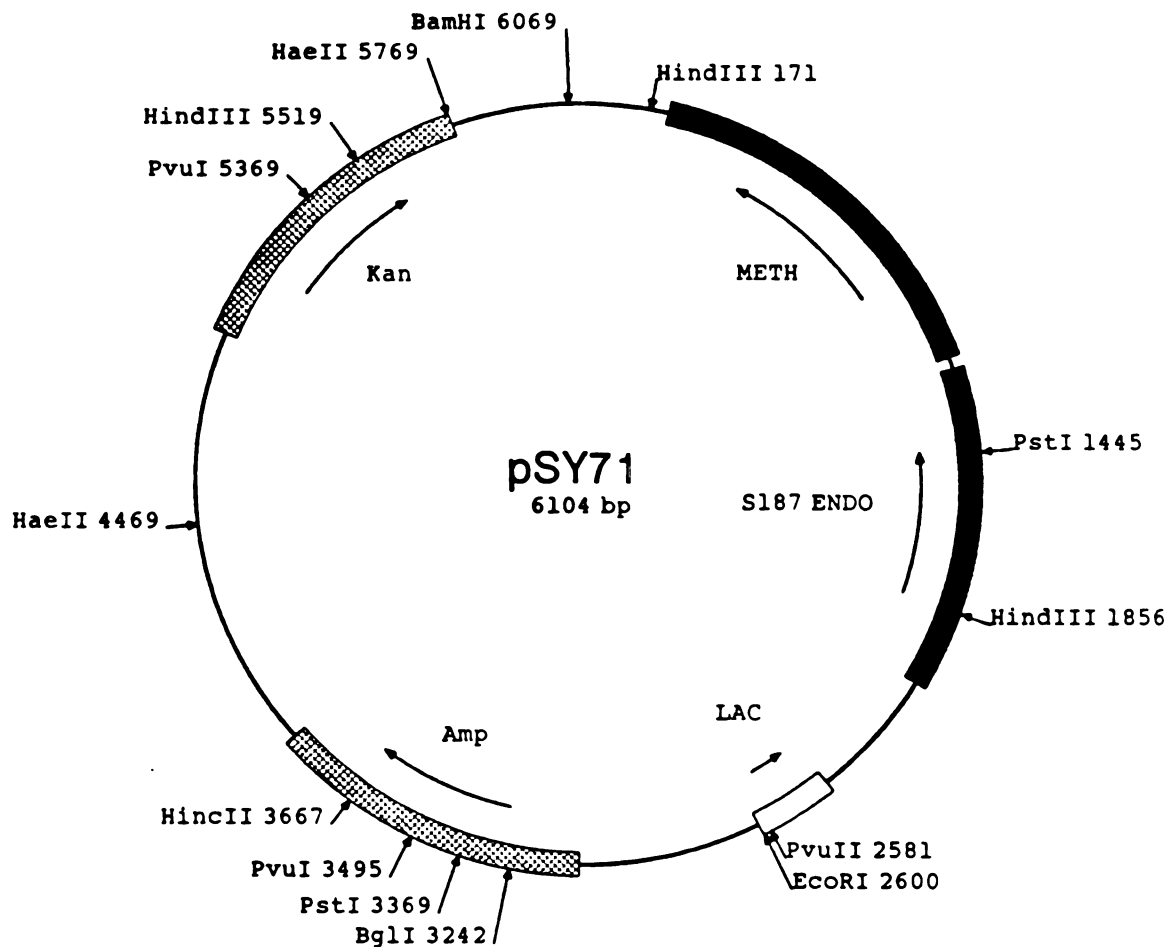 BamHI 6069
HaeII 5769
HindIII 171
HindIII 5519
PvuI 5369
Kan
METH
PstI 1445
pSY71
6104 bp
S187 ENDO
HaeII 4469
HindIII 1856
LAC
Amp
HincII 3667
PvuII 2581
PvuI 3495
EcoRI 2600
PstI 3369
BglI 3242